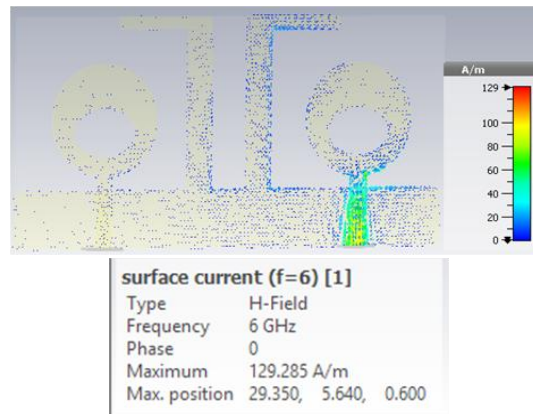 A/m
129
100
80
60
40
20
0
surface current (f=6) [1]
Type H-Field
Frequency 6 GHz
Phase 0
Maximum 129.285 A/m
Max. position 29.350, 5.640, 0.600